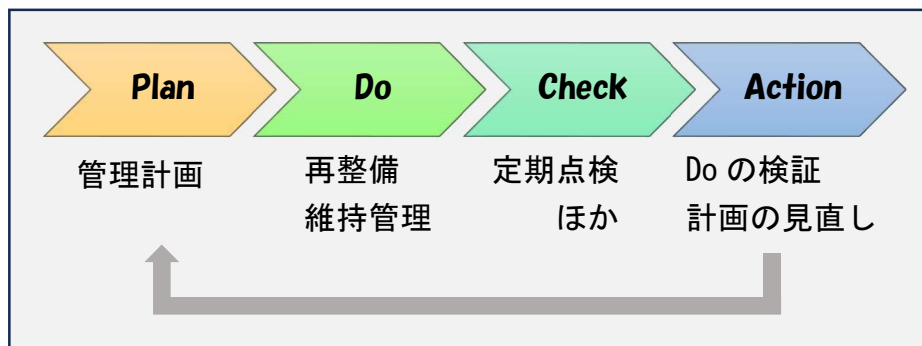 Plan
Do
Check
Action
管理計画
再整備
維持管理
定期点検
ほか
Do の検証
計画の見直し